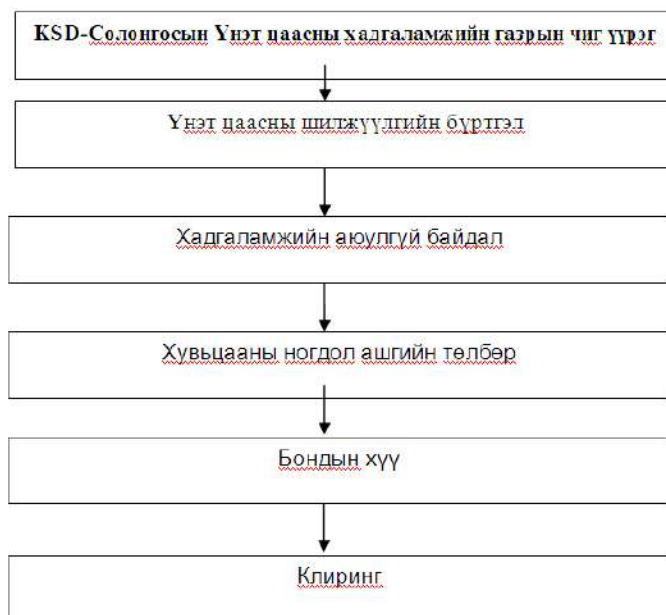 KSD-Солонгосын Үнэт цаасны хадгаламжийн газрын чиг үүрэг
Үнэт цаасны шилжүүлгийн бүртгэл
Хадгаламжийн аюулгүй байдал
Хувьцааны ногдол ашгийн төлбөр
Бондын хүү
Клиринг